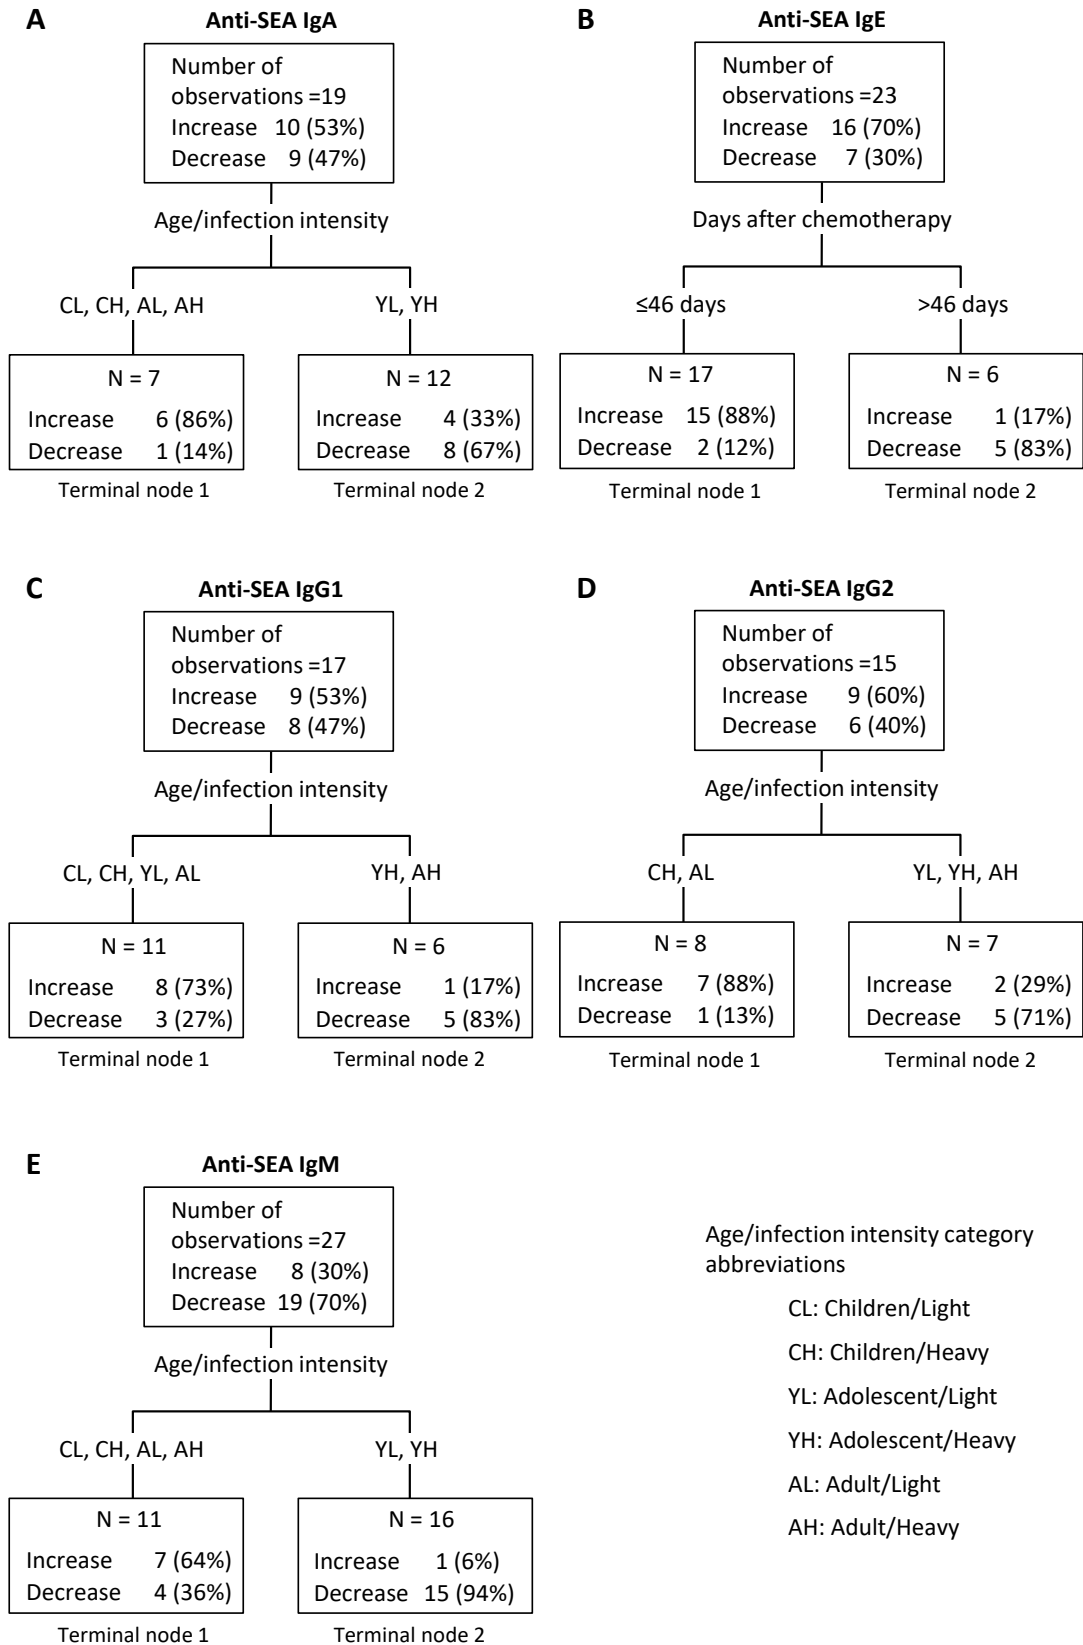 A
Anti-SEA IgA
Number of
observations =19
Increase 10 (53%)
Decrease 9 (47%)
Age/infection intensity
CL, CH, AL, AH
YL, YH
N = 7
Increase 6 (86%)
Decrease 1 (14%)
Terminal node 1
N = 12
Increase 4 (33%)
Decrease 8 (67%)
Terminal node 2
B
Anti-SEA IgE
Number of
observations =23
Increase 16 (70%)
Decrease 7 (30%)
Days after chemotherapy
≤46 days
>46 days
N = 17
Increase 15 (88%)
Decrease 2 (12%)
Terminal node 1
N = 6
Increase 1 (17%)
Decrease 5 (83%)
Terminal node 2
C
Anti-SEA IgG1
Number of
observations =17
Increase 9 (53%)
Decrease 8 (47%)
Age/infection intensity
CL, CH, YL, AL
YH, AH
N = 11
Increase 8 (73%)
Decrease 3 (27%)
Terminal node 1
N = 6
Increase 1 (17%)
Decrease 5 (83%)
Terminal node 2
D
Anti-SEA IgG2
Number of
observations =15
Increase 9 (60%)
Decrease 6 (40%)
Age/infection intensity
CH, AL
YL, YH, AH
N = 8
Increase 7 (88%)
Decrease 1 (13%)
Terminal node 1
N = 7
Increase 2 (29%)
Decrease 5 (71%)
Terminal node 2
E
Anti-SEA IgM
Number of
observations =27
Increase 8 (30%)
Decrease 19 (70%)
Age/infection intensity
CL, CH, AL, AH
YL, YH
N = 11
Increase 7 (64%)
Decrease 4 (36%)
Terminal node 1
N = 16
Increase 1 (6%)
Decrease 15 (94%)
Terminal node 2
Age/infection intensity category
abbreviations
CL: Children/Light
CH: Children/Heavy
YL: Adolescent/Light
YH: Adolescent/Heavy
AL: Adult/Light
AH: Adult/Heavy